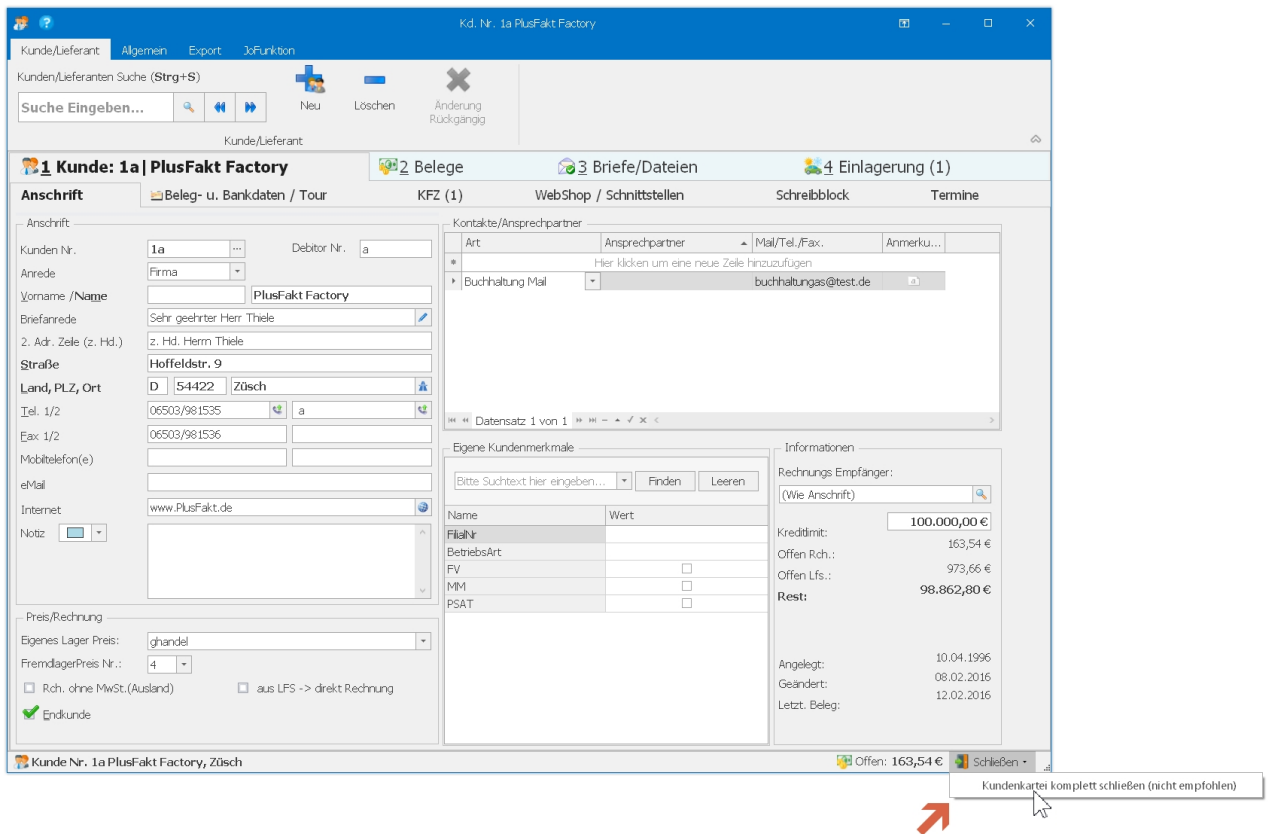 Kd. Nr. 1a PlusFakt Factory
Kunde/Lieferant Allgemein Export JoFunktion
Kunden/Lieferanten Suche (Strg+S)
Suche Eingeben...
Neu Löschen Änderung Rückgängig
Kunde/Lieferant
1 Kunde: 1a| PlusFakt Factory 2 Belege 3 Briefe/Dateien 4 Einlagerung (1)
Anschrift Beleg- u. Bankdaten / Tour KFZ (1) WebShop / Schnittstellen Schreibblock Termine
Anschrift
Kunden Nr. 1a ... Debitor Nr. a
Anrede Firma
Vorname /Name PlusFakt Factory
Briefanrede Sehr geehrter Herr Thiele
2. Adr. Zeile (z. Hd.) z. Hd. Herrn Thiele
Straße Hoffeldstr. 9
Land, PLZ, Ort D 54422 Züsch
Tel. 1/2 06503/981535 a
Fax 1/2 06503/981536
Mobiltelefon(e)
eMail
Internet www.PlusFakt.de
Notiz
Preis/Rechnung
Eigenes Lager Preis: ghandel
FremdlagerPreis Nr.: 4
Rch. ohne MwSt.(Ausland) aus LFS -> direkt Rechnung
Endkunde
Kontakte/Ansprechpartner
Art Ansprechpartner Mail/Tel./Fax. Anmerku...
Hier klicken um eine neue Zeile hinzuzufügen
Buchhaltung Mail buchhaltungas@test.de a
Datensatz 1 von 1
Eigene Kundenmerkmale
Bitte Suchtext hier eingeben... Finden Leeren
Name Wert
FilialNr
BetriebsArt
FV
MM
PSAT
Informationen
Rechnungs Empfänger:
(Wie Anschrift)
Kreditlimit: 100.000,00 €
Offen Rch.: 163,54 €
Offen Lfs.: 973,66 €
Rest: 98.862,80 €
Angelegt: 10.04.1996
Geändert: 08.02.2016
Letzt. Beleg: 12.02.2016
Kunde Nr. 1a PlusFakt Factory, Züsch Offen: 163,54 € Schließen
Kundenkartei komplett schließen (nicht empfohlen)